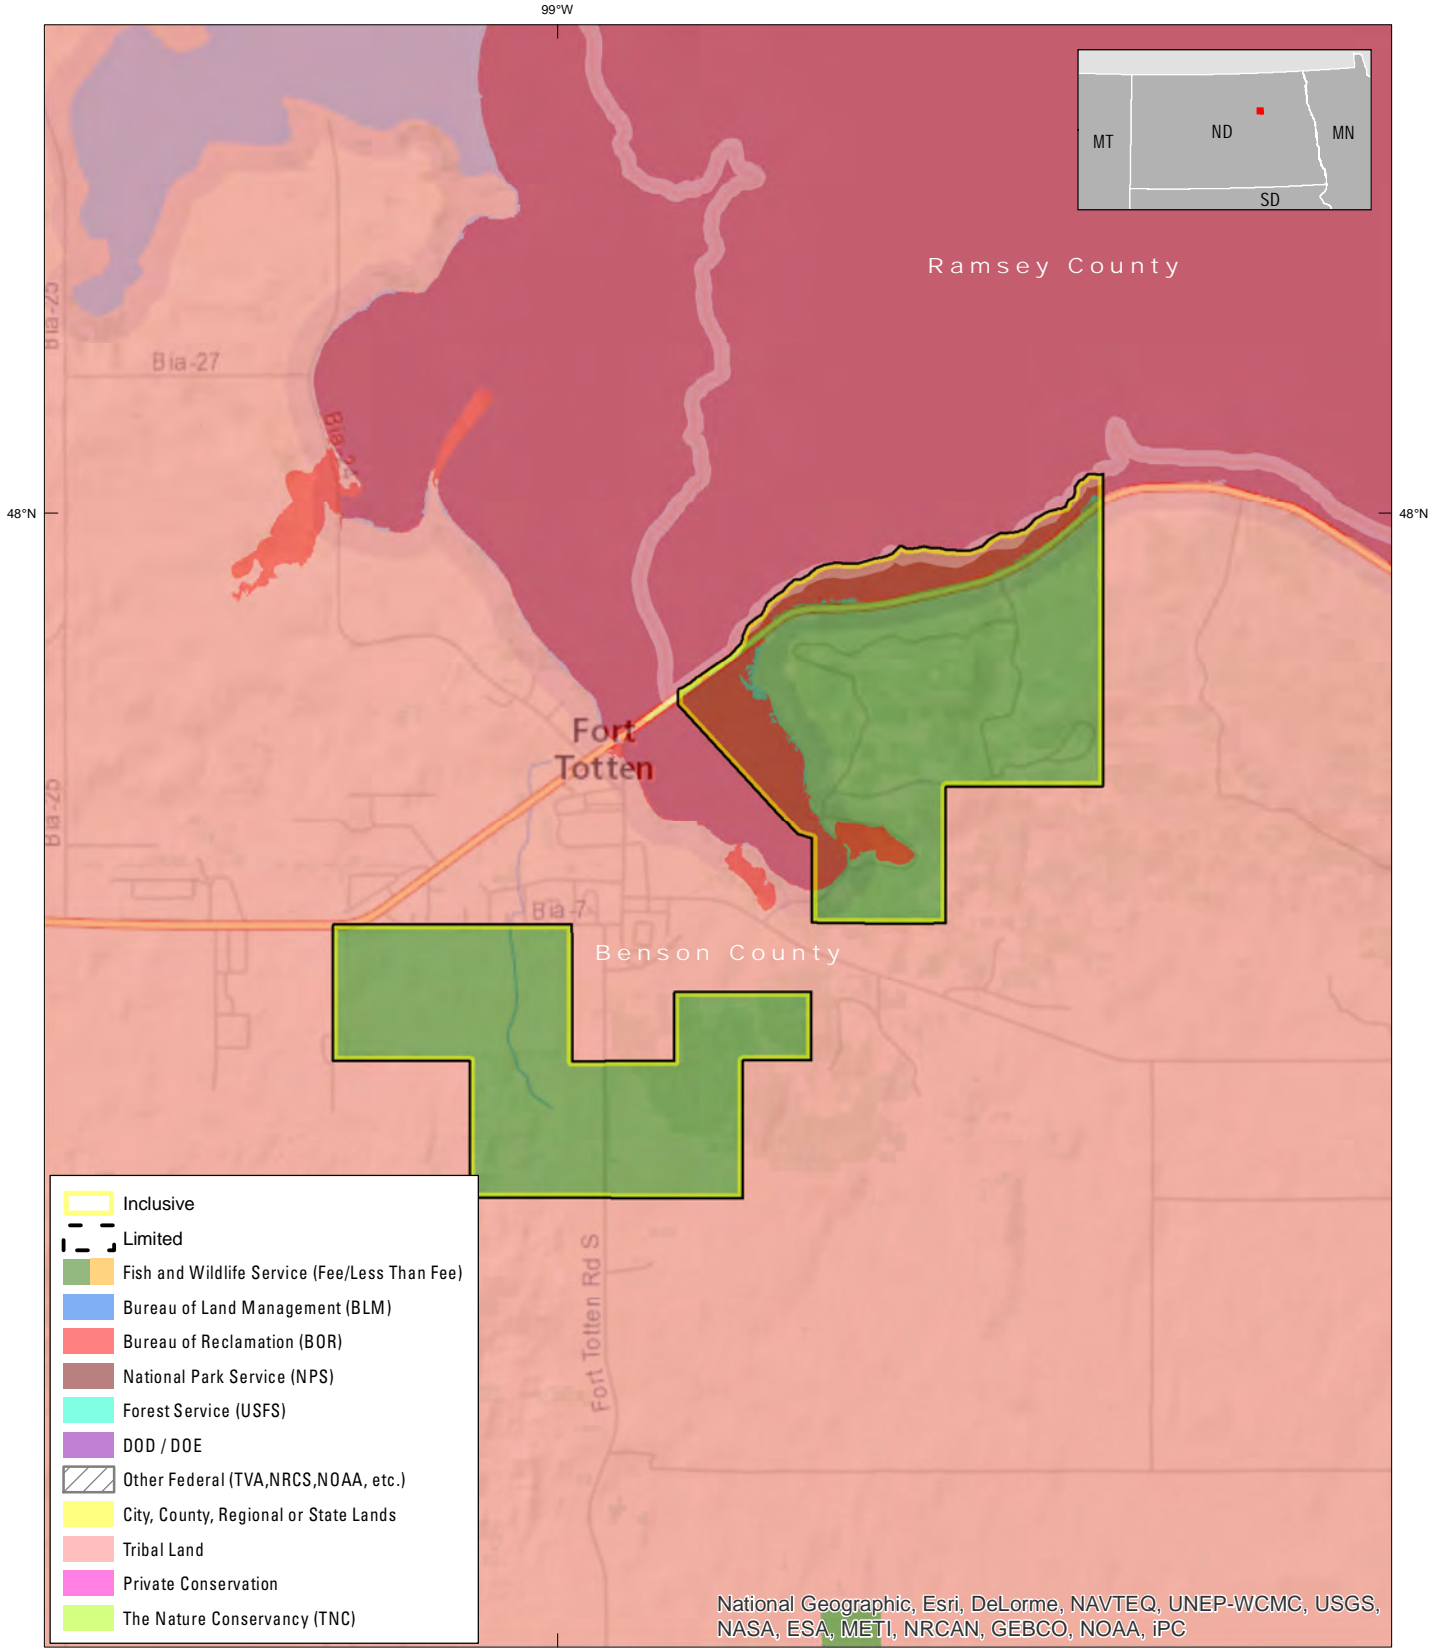 99°W
MT
ND
MN
SD
Ramsey County
Bia-25
Bia-27
Bia-24
48°N
48°N
Fort
Totten
Bia-25
Bia-7
Benson County
Fort Totten Rd S
Inclusive
Limited
Fish and Wildlife Service (Fee/Less Than Fee)
Bureau of Land Management (BLM)
Bureau of Reclamation (BOR)
National Park Service (NPS)
Forest Service (USFS)
DOD / DOE
Other Federal (TVA,NRCS,NOAA, etc.)
City, County, Regional or State Lands
Tribal Land
Private Conservation
The Nature Conservancy (TNC)
National Geographic, Esri, DeLorme, NAVTEQ, UNEP-WCMC, USGS,
NASA, ESA, METI, NRCAN, GEBCO, NOAA, iPC